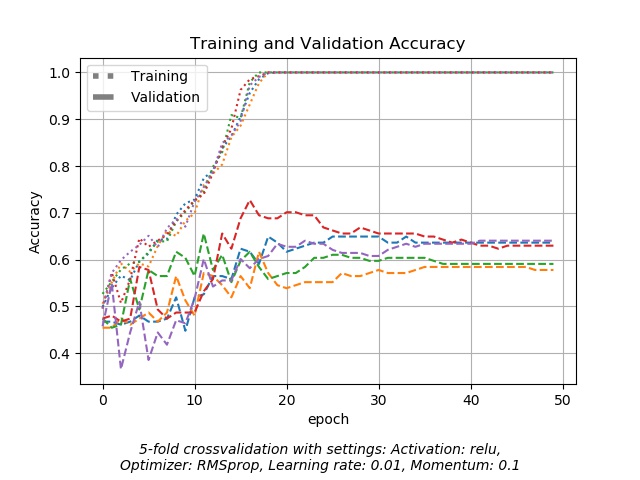 Training and Validation Accuracy
Training
Validation
1.0
0.9
0.8
0.7
0.6
0.5
0.4
Accuracy
0 10 20 30 40 50
epoch
5-fold crossvalidation with settings: Activation: relu,
Optimizer: RMSprop, Learning rate: 0.01, Momentum: 0.1